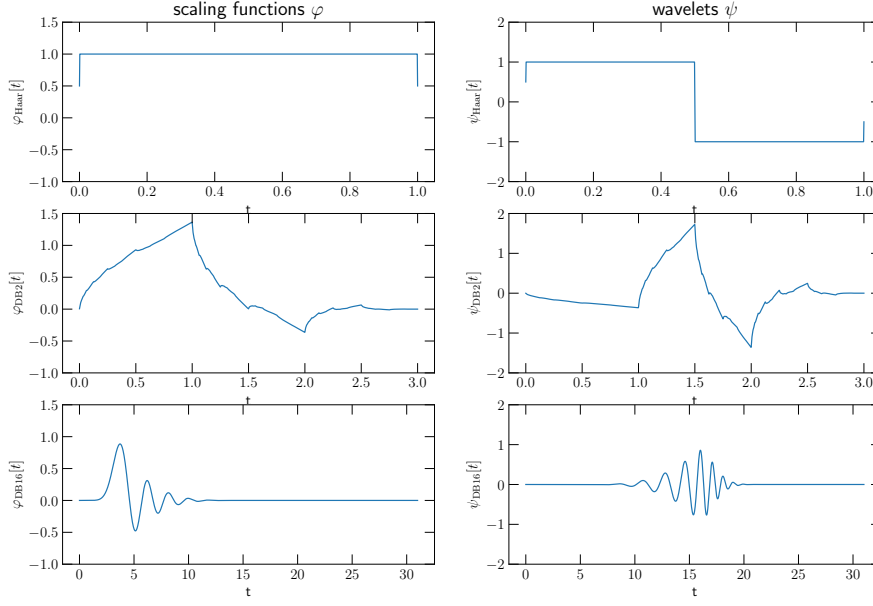 scaling functions φ
wavelets ψ
1.5
1.0
0.5
0.0
−0.5
−1.0
φHaar[t]
0.0 0.2 0.4 0.6 0.8 1.0
t
2
1
0
−1
−2
ψHaar[t]
0.0 0.2 0.4 0.6 0.8 1.0
t
1.5
1.0
0.5
0.0
−0.5
−1.0
φDB2[t]
0.0 0.5 1.0 1.5 2.0 2.5 3.0
t
2
1
0
−1
−2
ψDB2[t]
0.0 0.5 1.0 1.5 2.0 2.5 3.0
t
1.5
1.0
0.5
0.0
−0.5
−1.0
φDB16[t]
0 5 10 15 20 25 30
t
2
1
0
−1
−2
ψDB16[t]
0 5 10 15 20 25 30
t